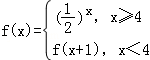 f(x)={(1/2)^x, x≥4
f(x+1), x<4